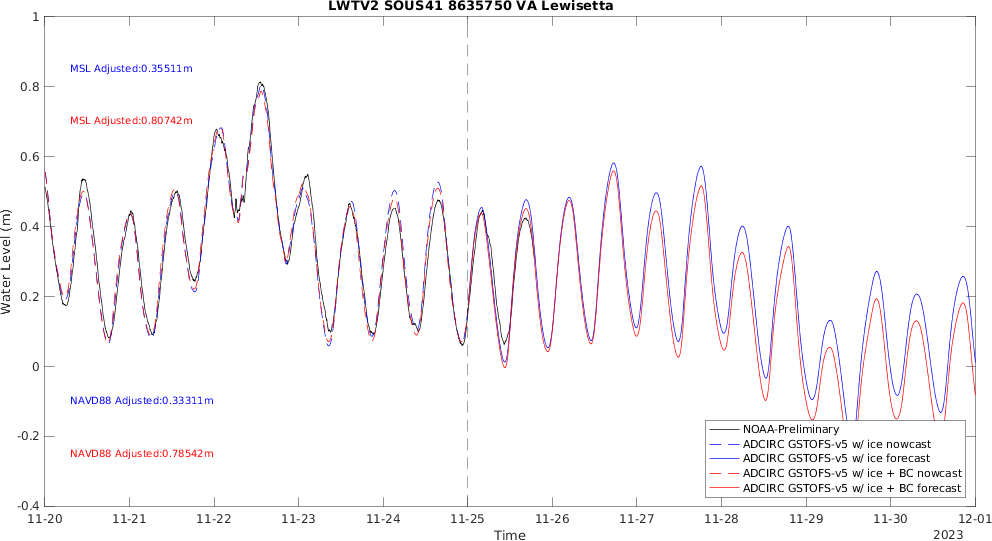 LWTV2 SOUS41 8635750 VA Lewisetta
1
0.8
0.6
0.4
0.2
0
-0.2
-0.4
Water Level (m)
MSL Adjusted:0.35511m
MSL Adjusted:0.80742m
NAVD88 Adjusted:0.33311m
NAVD88 Adjusted:0.78542m
NOAA-Preliminary
ADCIRC GSTOFS-v5 w/ ice nowcast
ADCIRC GSTOFS-v5 w/ ice forecast
ADCIRC GSTOFS-v5 w/ ice + BC nowcast
ADCIRC GSTOFS-v5 w/ ice + BC forecast
11-20 11-21 11-22 11-23 11-24 11-25 11-26 11-27 11-28 11-29 11-30 12-01
Time
2023